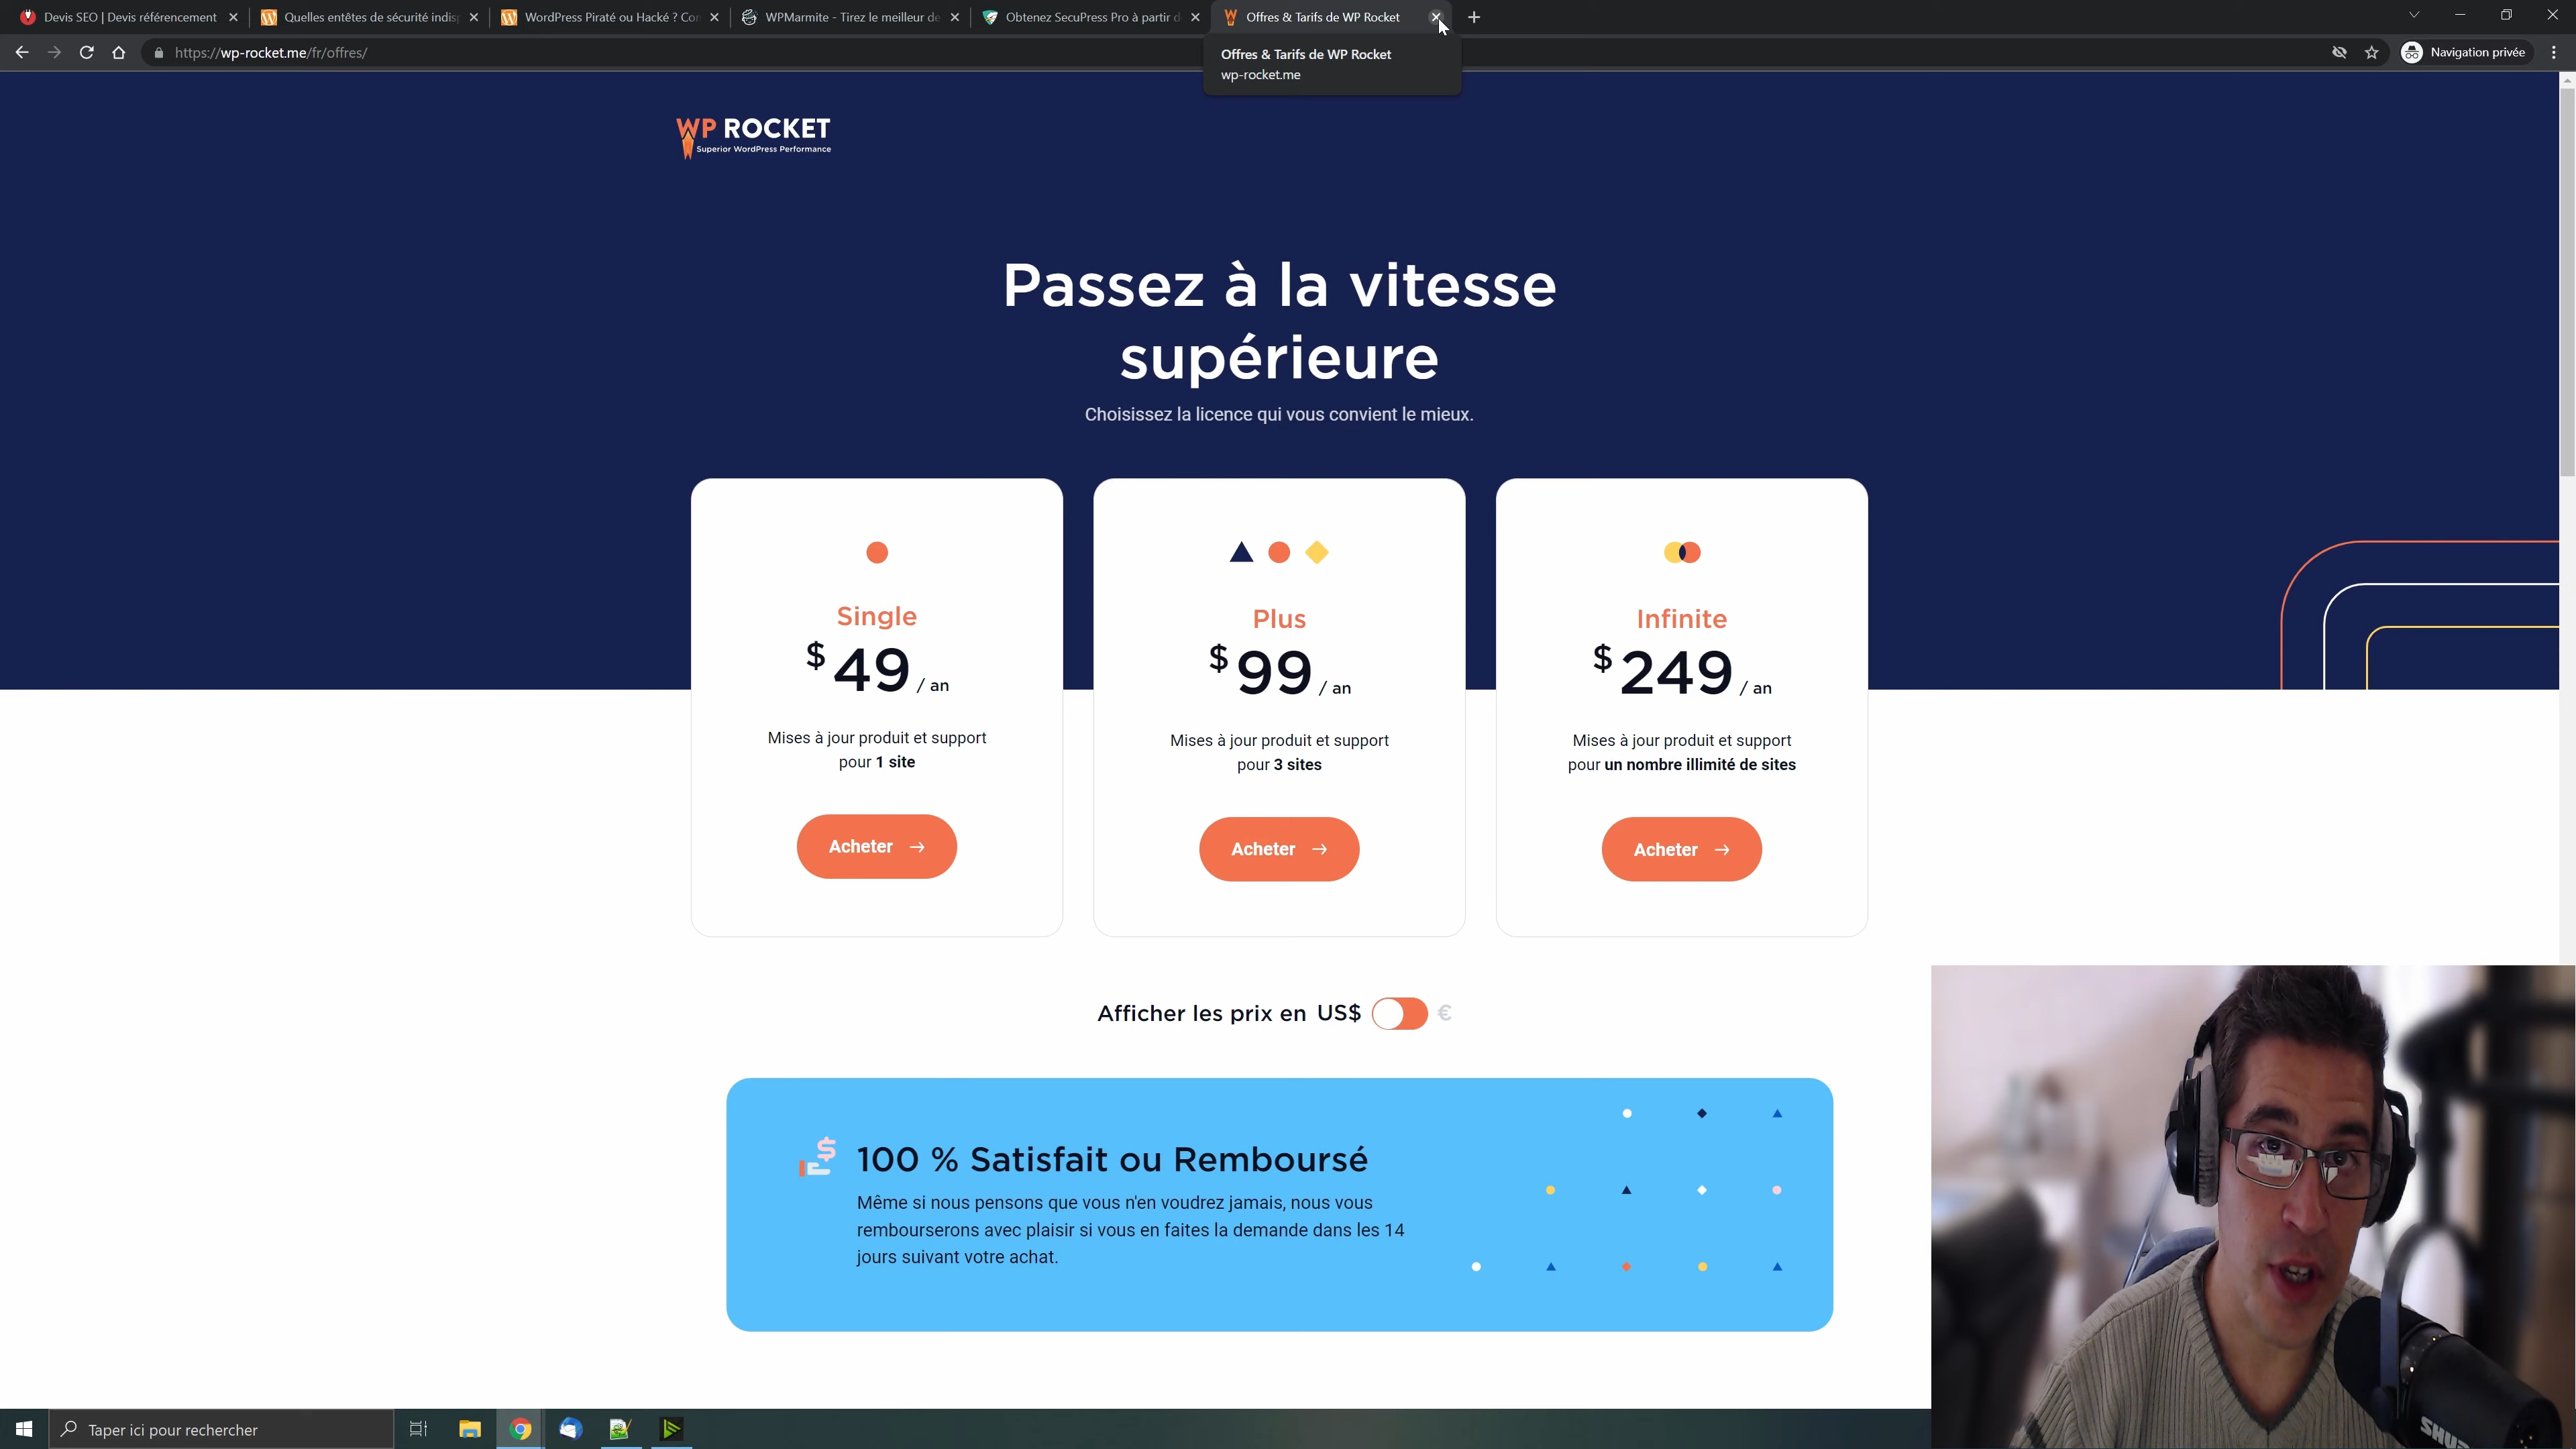 Devis SEO | Devis référencement
Quelles entêtes de sécurité indis
WordPress Piraté ou Hacké ? Co
WPMarmite - Tirez le meilleur de
Obtenez SecuPress Pro à partir d
Offres & Tarifs de WP Rocket
https://wp-rocket.me/fr/offres/
Navigation privée
Offres & Tarifs de WP Rocket
wp-rocket.me
WP ROCKET
Superior WordPress Performance
Passez à la vitesse
supérieure
Choisissez la licence qui vous convient le mieux.
Single
$ 49 / an
Mises à jour produit et support
pour 1 site
Acheter →
Plus
$ 99 / an
Mises à jour produit et support
pour 3 sites
Acheter →
Infinite
$ 249 / an
Mises à jour produit et support
pour un nombre illimité de sites
Acheter →
Afficher les prix en US$ €
100 % Satisfait ou Remboursé
Même si nous pensons que vous n'en voudrez jamais, nous vous
rembourserons avec plaisir si vous en faites la demande dans les 14
jours suivant votre achat.
SHU
Taper ici pour rechercher